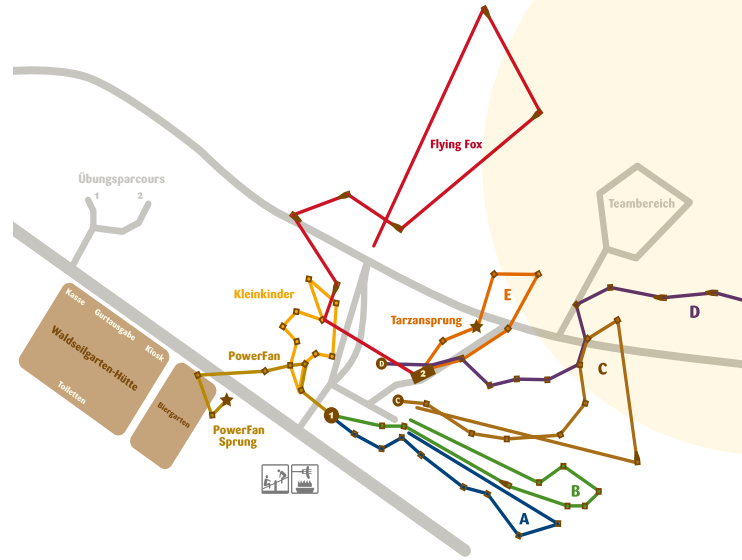 Flying Fox
Übungsparcours
1
2
Teambereich
Kleinkinder
E
D
Tarzansprung
Kasse
Gurtausgabe
Kiosk
Waldseilgarten-Hütte
Toiletten
PowerFan
D
2
C
C
Biergarten
1
PowerFan
Sprung
B
A